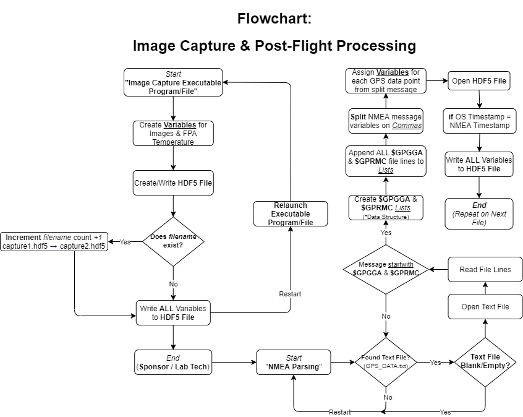 Flowchart:
Image Capture & Post-Flight Processing
Start
"Image Capture Executable
Program/File"
Create Variables for
Images & FPA
Temperature
Create/Write HDF5 File
Does filename
exist?
Yes
Increment filename count +1
capture1.hdf5 → capture2.hdf5
No
Write ALL Variables
to HDF5 File
End
(Sponsor / Lab Tech)
Relaunch
Executable
Program/File
Restart
Start
"NMEA Parsing"
Found Text File?
(GPS_DATA.txt)
Yes
No
Restart
Text File
Blank/Empty?
Yes
Open Text File
Read File Lines
Message startwith
$GPGGA & $GPRMC
No
Yes
Create $GPGGA &
$GPRMC Lists
(*Data Structure)
Append ALL $GPGGA
& $GPRMC file lines to
Lists
Split NMEA message
variables on Commas
Assign Variables for
each GPS data point
from split message
Open HDF5 File
if OS Timestamp =
NMEA Timestamp
Write ALL Variables
to HDF5 File
End
(Repeat on Next
File)